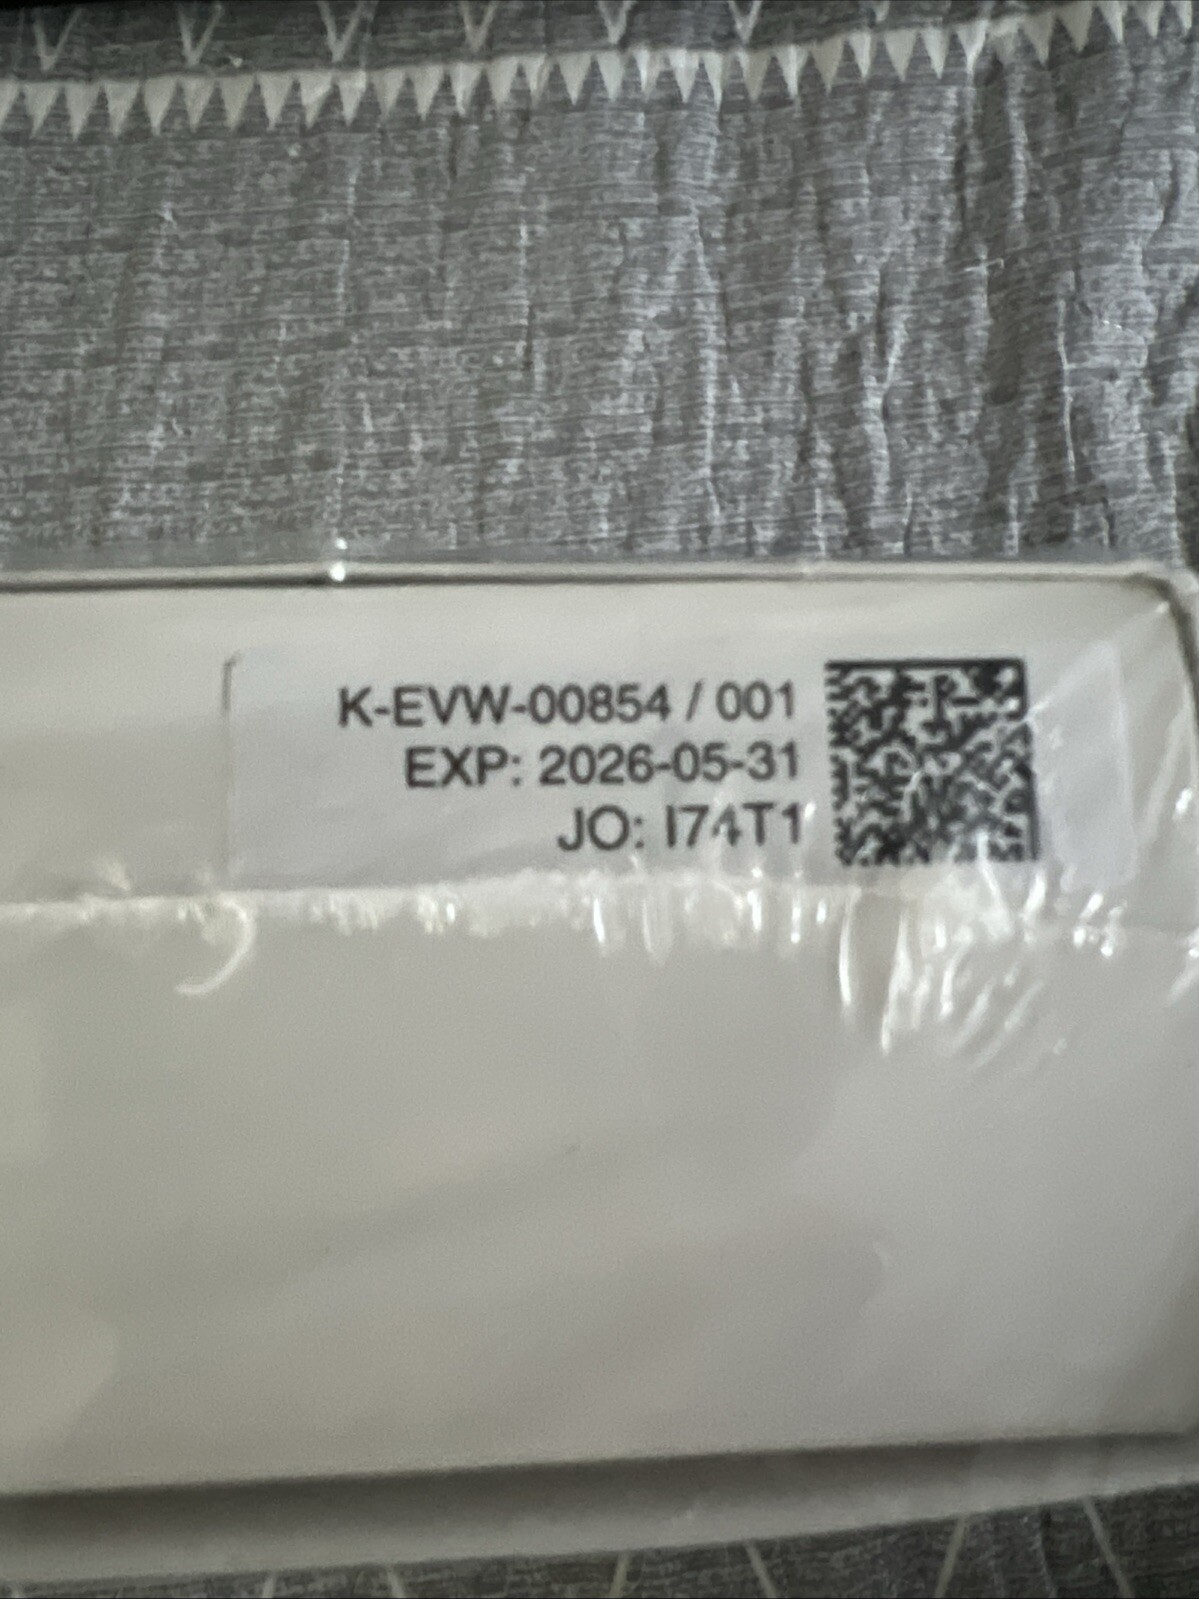 K-EVW-00854 / 001
EXP: 2026-05-31
JO: I74T1